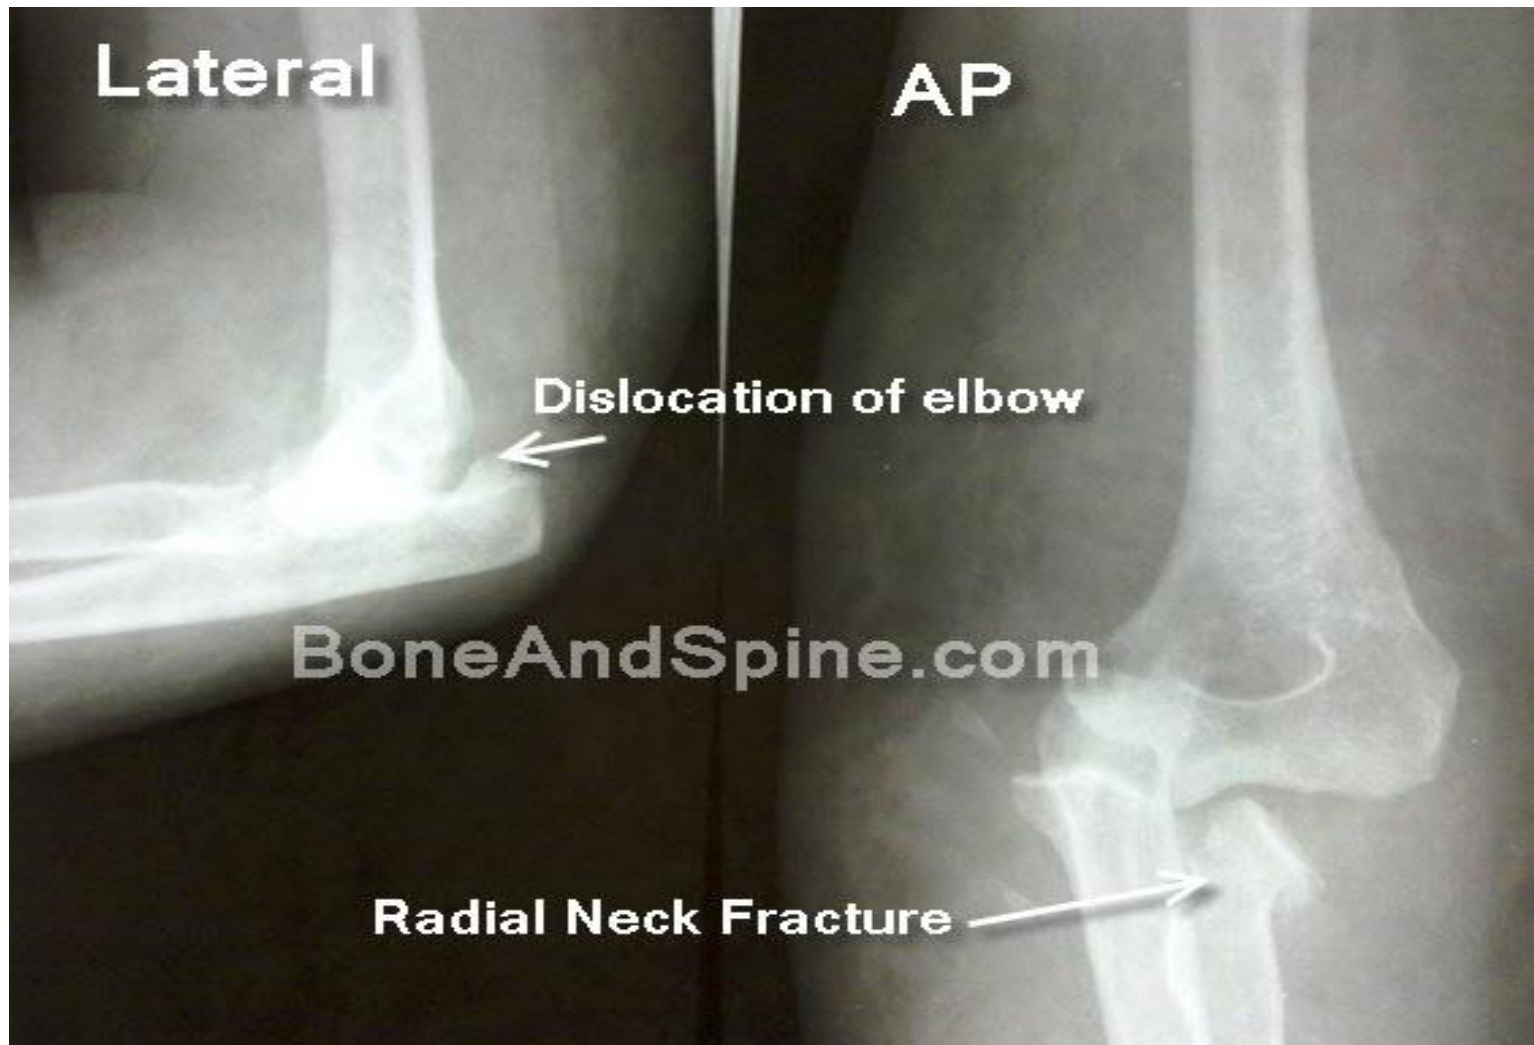 Lateral
AP
Dislocation of elbow
BoneAndSpine.com
Radial Neck Fracture